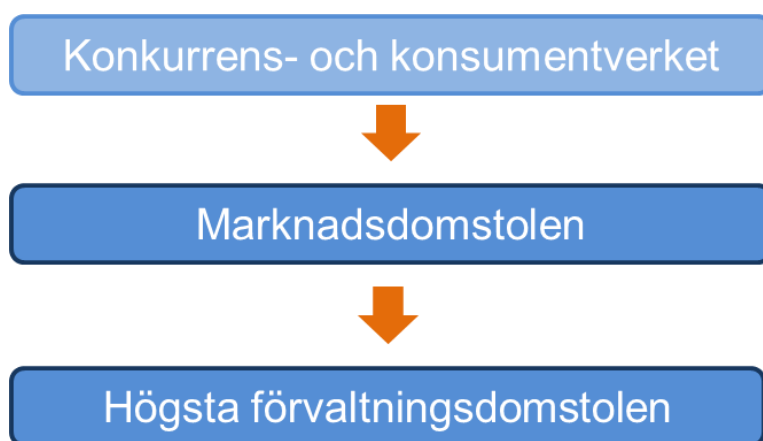 Konkurrens- och konsumentverket
Marknadsdomstolen
Högsta förvaltningsdomstolen